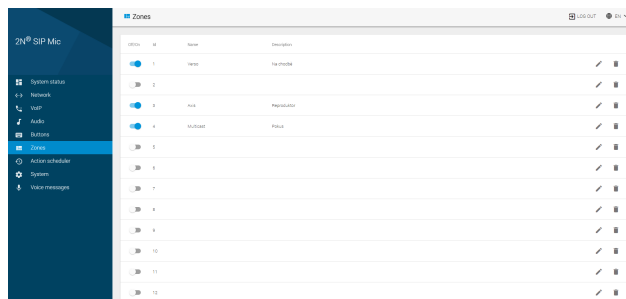 Zones
LOG OUT
EN
2N® SIP Mic
Off/On Id Name Description
1 Verso Na chodbě
System status
2
Network
VoIP
3 Axis Reproduktor
Audio
4 Multicast Pokus
Buttons
Zones
5
Action scheduler
System
6
Voice messages
7
8
9
10
11
12